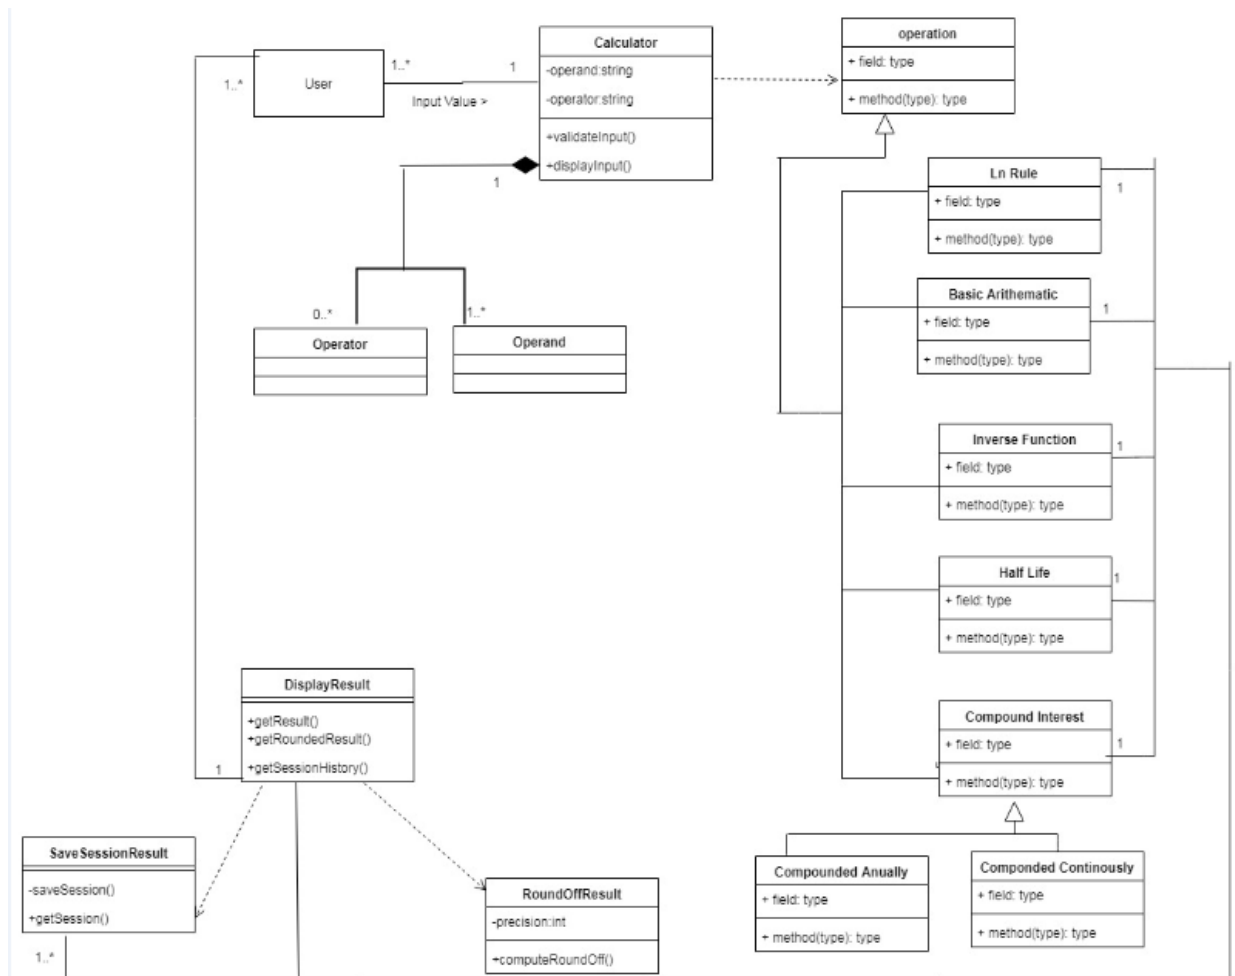 User
1..*
1..*
Input Value >
1
Calculator
-operand:string
-operator:string
+validateInput()
+displayInput()
1
operation
+ field: type
+ method(type): type
Ln Rule
+ field: type
+ method(type): type
1
Basic Arithematic
+ field: type
+ method(type): type
1
0..*
1..*
Operator
Operand
Inverse Function
+ field: type
+ method(type): type
1
Half Life
+ field: type
+ method(type): type
1
DisplayResult
+getResult()
+getRoundedResult()
+getSessionHistory()
1
Compound Interest
+ field: type
+ method(type): type
1
SaveSessionResult
-saveSession()
+getSession()
1..*
RoundOffResult
-precision:int
+computeRoundOff()
Compounded Anually
+ field: type
+ method(type): type
Componded Continously
+ field: type
+ method(type): type